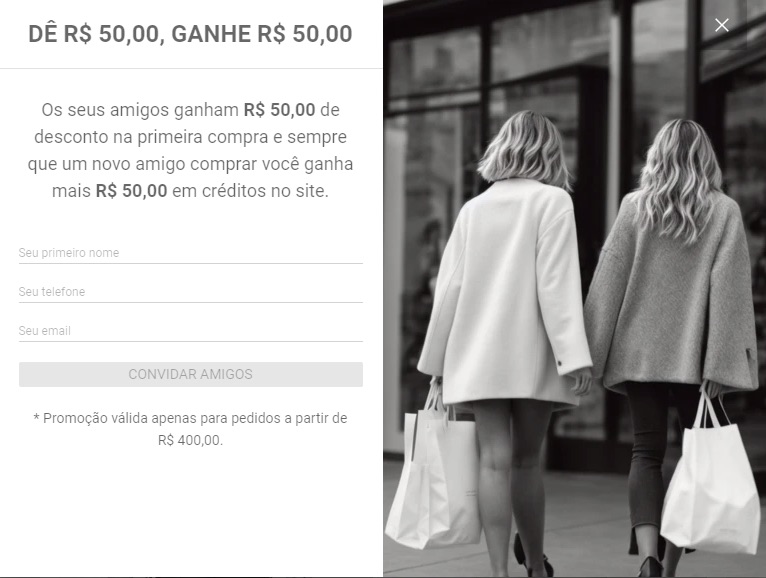 DÊ R$ 50,00, GANHE R$ 50,00
Os seus amigos ganham R$ 50,00 de
desconto na primeira compra e sempre
que um novo amigo comprar você ganha
mais R$ 50,00 em créditos no site.
Seu primeiro nome
Seu telefone
Seu email
CONVIDAR AMIGOS
* Promoção válida apenas para pedidos a partir de
R$ 400,00.